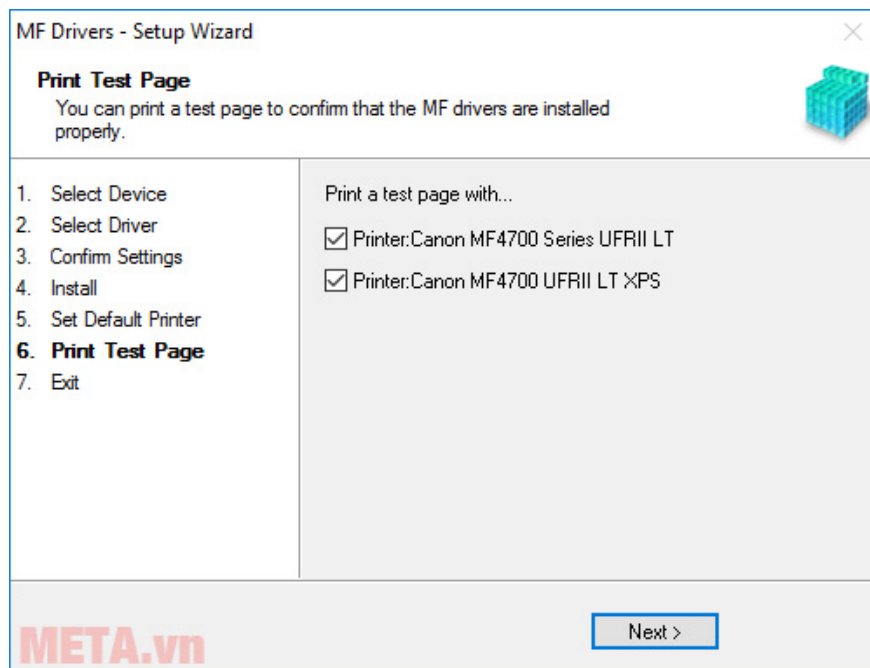 MF Drivers - Setup Wizard
Print Test Page
You can print a test page to confirm that the MF drivers are installed
properly.
1. Select Device
2. Select Driver
3. Confirm Settings
4. Install
5. Set Default Printer
6. Print Test Page
7. Exit
Print a test page with...
Printer:Canon MF4700 Series UFRII LT
Printer:Canon MF4700 UFRII LT XPS
META.vn
Next >